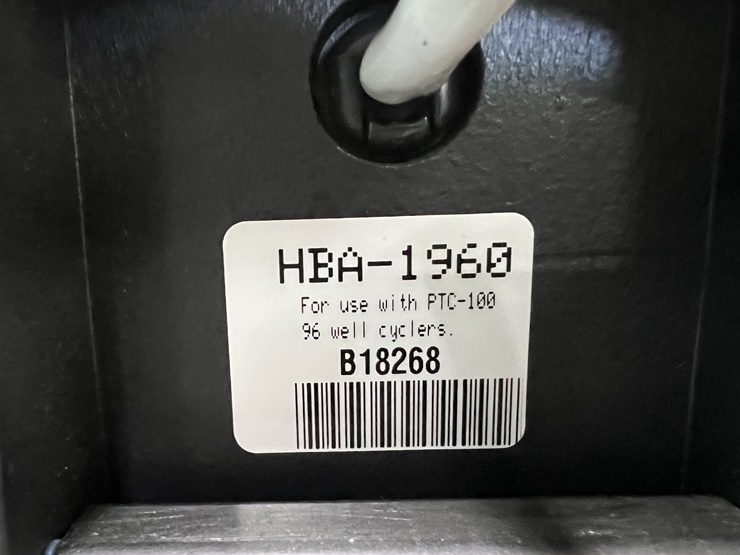 HBA-1960
For use with PTC-100
96 well cyclers.
B18268